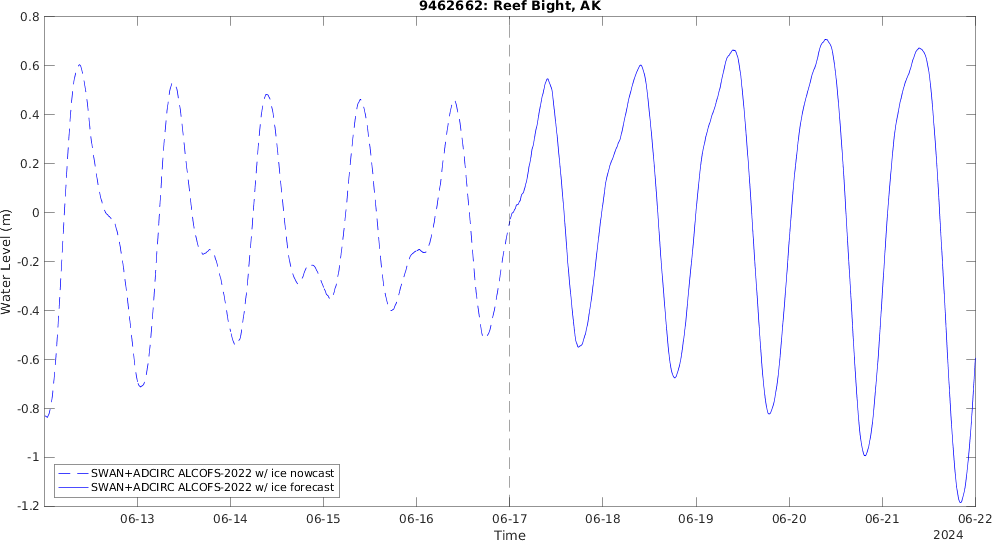 9462662: Reef Bight, AK
0.8
0.6
0.4
0.2
0
-0.2
-0.4
-0.6
-0.8
-1
-1.2
Water Level (m)
SWAN+ADCIRC ALCOFS-2022 w/ ice nowcast
SWAN+ADCIRC ALCOFS-2022 w/ ice forecast
06-13 06-14 06-15 06-16 06-17 06-18 06-19 06-20 06-21 06-22
Time
2024